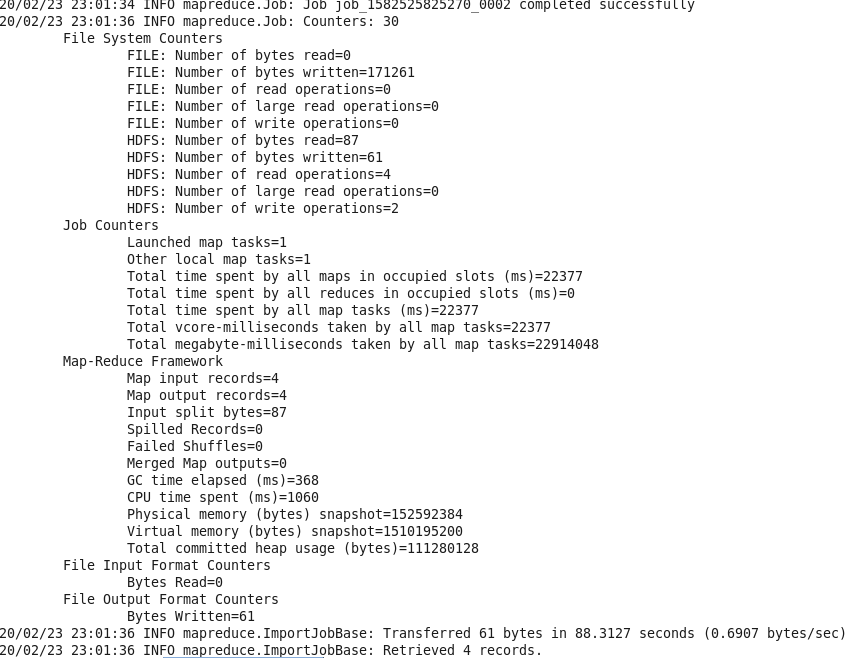 20/02/23 23:01:34 INFO mapreduce.Job: Job job_1582525825270_0002 completed successfully
20/02/23 23:01:36 INFO mapreduce.Job: Counters: 30
File System Counters
FILE: Number of bytes read=0
FILE: Number of bytes written=171261
FILE: Number of read operations=0
FILE: Number of large read operations=0
FILE: Number of write operations=0
HDFS: Number of bytes read=87
HDFS: Number of bytes written=61
HDFS: Number of read operations=4
HDFS: Number of large read operations=0
HDFS: Number of write operations=2
Job Counters
Launched map tasks=1
Other local map tasks=1
Total time spent by all maps in occupied slots (ms)=22377
Total time spent by all reduces in occupied slots (ms)=0
Total time spent by all map tasks (ms)=22377
Total vcore-milliseconds taken by all map tasks=22377
Total megabyte-milliseconds taken by all map tasks=22914048
Map-Reduce Framework
Map input records=4
Map output records=4
Input split bytes=87
Spilled Records=0
Failed Shuffles=0
Merged Map outputs=0
GC time elapsed (ms)=368
CPU time spent (ms)=1060
Physical memory (bytes) snapshot=152592384
Virtual memory (bytes) snapshot=1510195200
Total committed heap usage (bytes)=111280128
File Input Format Counters
Bytes Read=0
File Output Format Counters
Bytes Written=61
20/02/23 23:01:36 INFO mapreduce.ImportJobBase: Transferred 61 bytes in 88.3127 seconds (0.6907 bytes/sec)
20/02/23 23:01:36 INFO mapreduce.ImportJobBase: Retrieved 4 records.